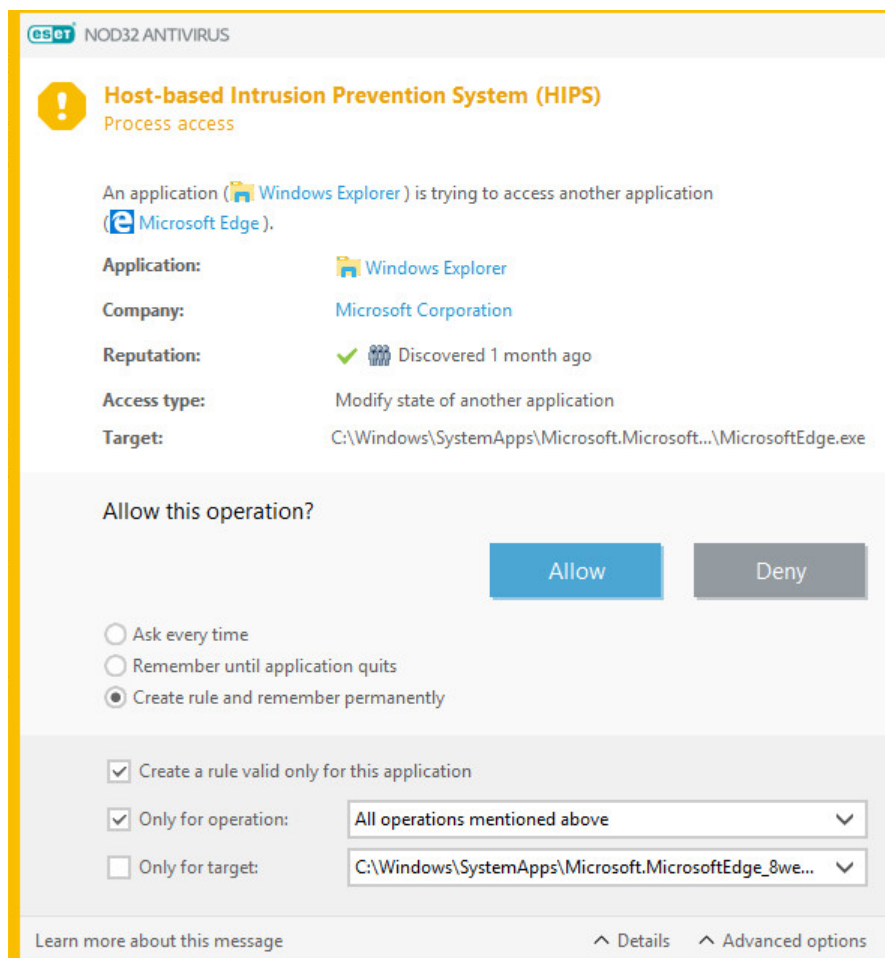 eset NOD32 ANTIVIRUS
Host-based Intrusion Prevention System (HIPS)
Process access
An application ( Windows Explorer ) is trying to access another application
( Microsoft Edge ).
Application: Windows Explorer
Company: Microsoft Corporation
Reputation: Discovered 1 month ago
Access type: Modify state of another application
Target: C:\Windows\SystemApps\Microsoft.Microsoft...\MicrosoftEdge.exe
Allow this operation?
Allow Deny
Ask every time
Remember until application quits
Create rule and remember permanently
Create a rule valid only for this application
Only for operation: All operations mentioned above
Only for target: C:\Windows\SystemApps\Microsoft.MicrosoftEdge_8we...
Learn more about this message Details Advanced options